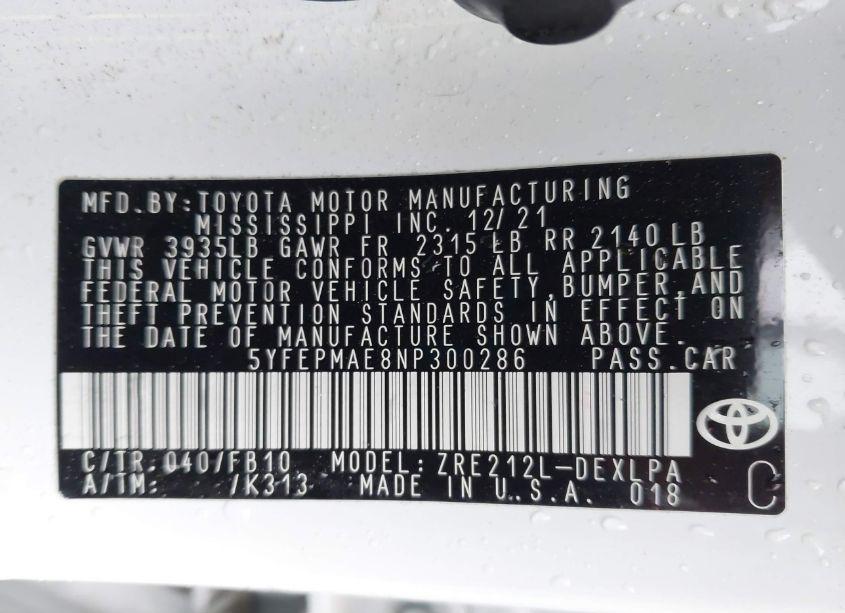 MFD.BY:TOYOTA MOTOR MANUFACTURING
MISSISSIPPI INC. 12/21
GVWR 3935LB GAWR FR 2315 LB RR 2140 LB
THIS VEHICLE CONFORMS TO ALL APPLICABLE
FEDERAL MOTOR VEHICLE SAFETY,BUMPER,AND
THEFT PREVENTION STANDARDS IN EFFECT ON
THE DATE OF MANUFACTURE SHOWN ABOVE.
5YFEPMAE8NP300286 PASS.CAR
C/TR:040/FB10 MODEL:ZRE212L-DEXLPA
A/TM: /K313 MADE IN U.S.A. 018 C